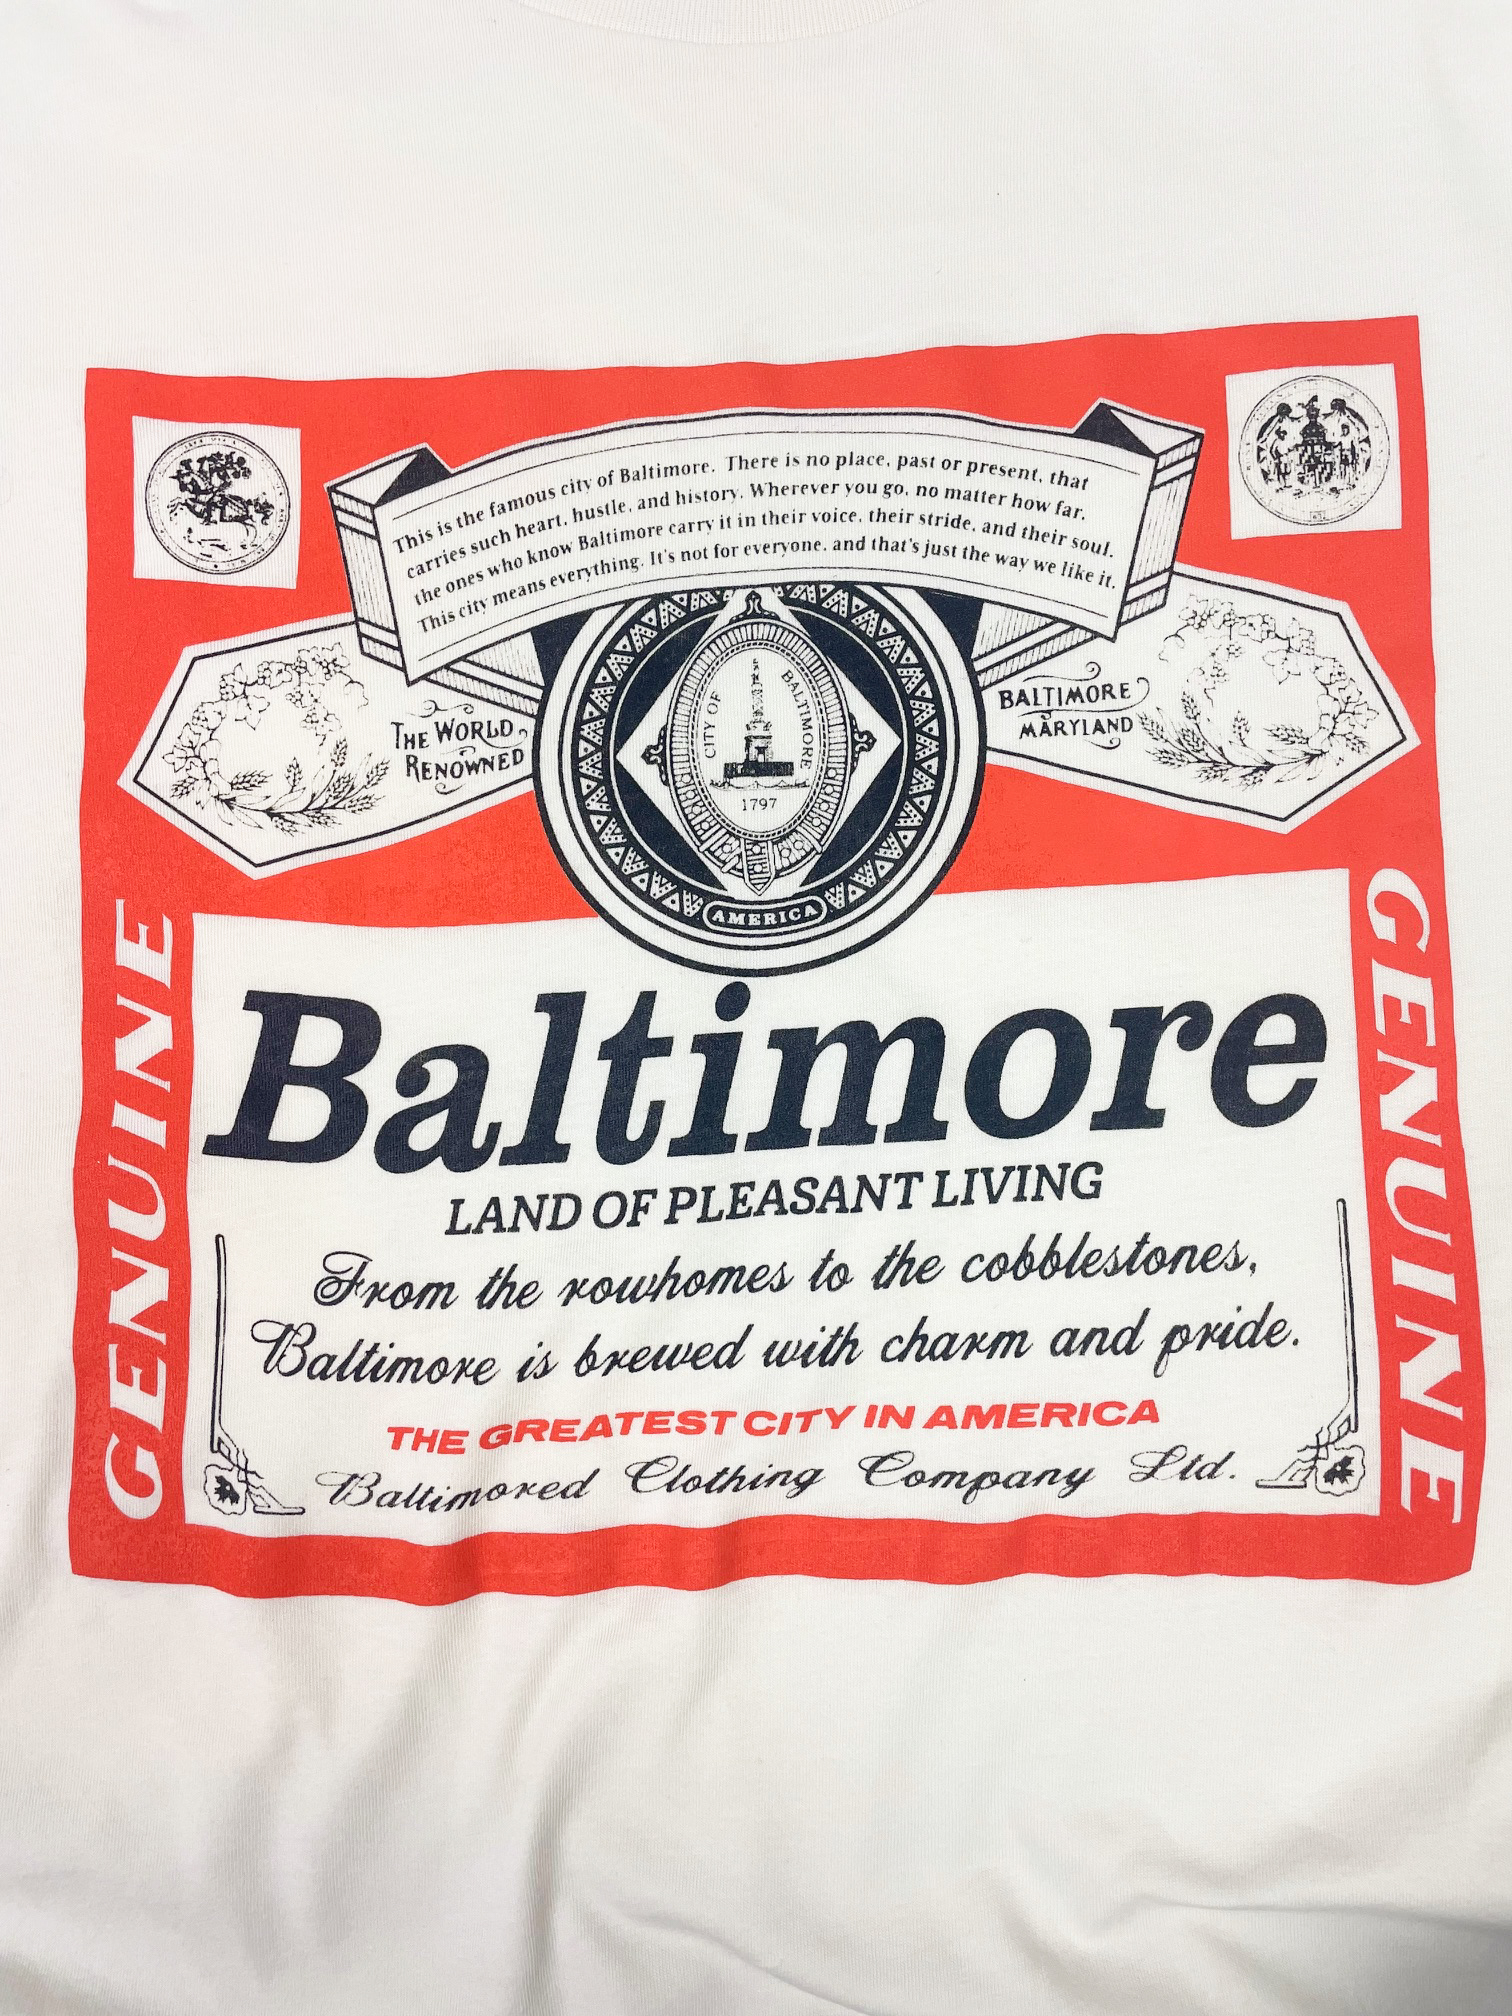 This is the famous city of Baltimore. There is no place, past or present, that
carries such heart, hustle, and history. Wherever you go, no matter how far,
the ones who know Baltimore carry it in their voice, their stride, and their soul.
This city means everything. It's not for everyone, and that's just the way we like it.
THE WORLD
RENOWNED
BALTIMORE
MARYLAND
CITY OF BALTIMORE
1797
AMERICA
GENUINE
GENUINE
Baltimore
LAND OF PLEASANT LIVING
From the rowhomes to the cobblestones,
Baltimore is brewed with charm and pride.
THE GREATEST CITY IN AMERICA
Baltimored Clothing Company Ltd.